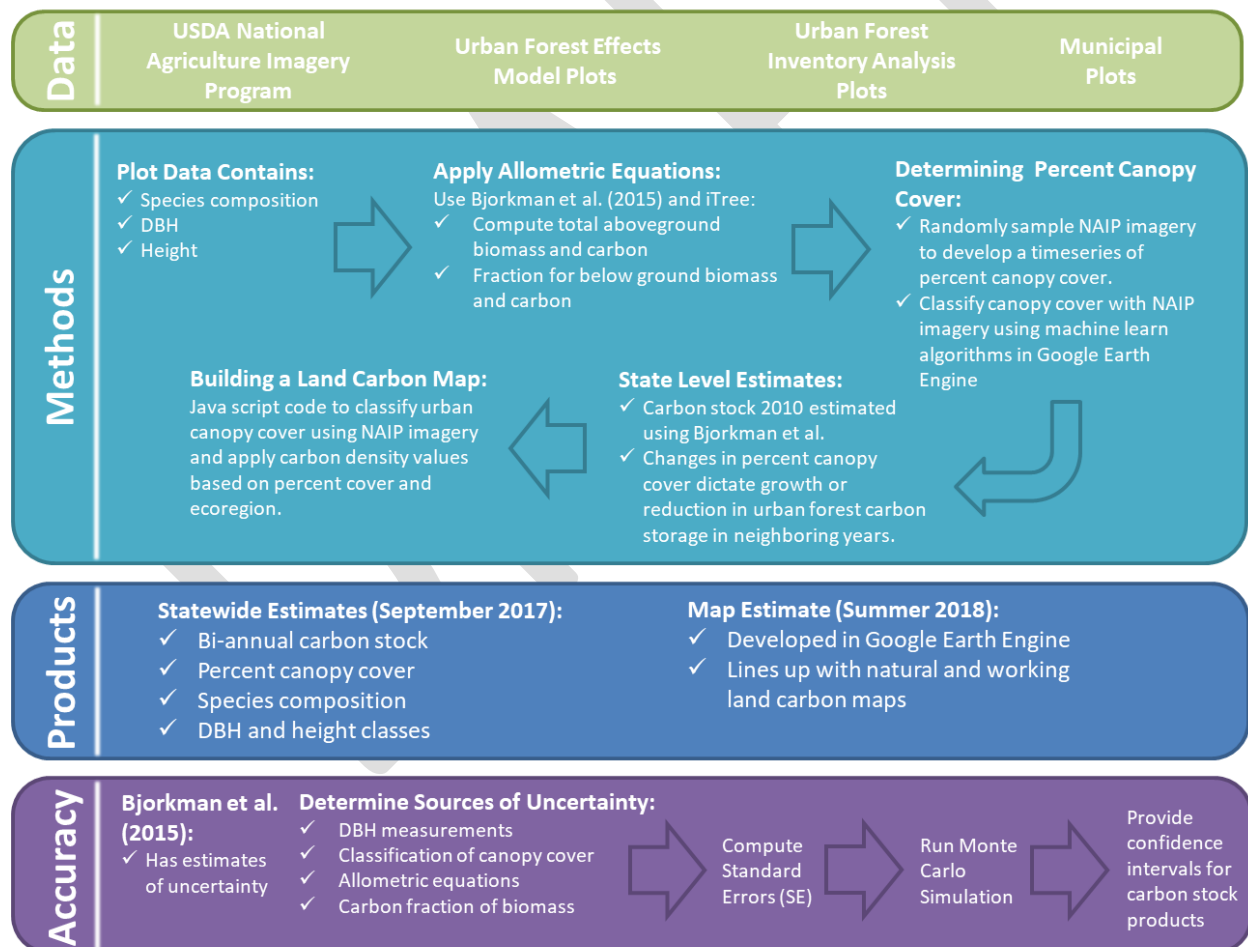 Data
USDA National
Agriculture Imagery
Program
Urban Forest Effects
Model Plots
Urban Forest
Inventory Analysis
Plots
Municipal
Plots
Methods
Plot Data Contains:
✓ Species composition
✓ DBH
✓ Height
Apply Allometric Equations:
Use Bjorkman et al. (2015) and iTree:
✓ Compute total aboveground
biomass and carbon
✓ Fraction for below ground biomass
and carbon
Determining Percent Canopy
Cover:
✓ Randomly sample NAIP imagery
to develop a timeseries of
percent canopy cover.
✓ Classify canopy cover with NAIP
imagery using machine learn
algorithms in Google Earth
Engine
State Level Estimates:
✓ Carbon stock 2010 estimated
using Bjorkman et al.
✓ Changes in percent canopy
cover dictate growth or
reduction in urban forest carbon
storage in neighboring years.
Building a Land Carbon Map:
Java script code to classify urban
canopy cover using NAIP imagery
and apply carbon density values
based on percent cover and
ecoregion.
Products
Statewide Estimates (September 2017):
✓ Bi-annual carbon stock
✓ Percent canopy cover
✓ Species composition
✓ DBH and height classes
Map Estimate (Summer 2018):
✓ Developed in Google Earth Engine
✓ Lines up with natural and working
land carbon maps
Accuracy
Bjorkman et al.
(2015):
✓ Has estimates
of uncertainty
Determine Sources of Uncertainty:
✓ DBH measurements
✓ Classification of canopy cover
✓ Allometric equations
✓ Carbon fraction of biomass
Compute
Standard
Errors (SE)
Run Monte
Carlo
Simulation
Provide
confidence
intervals for
carbon stock
products